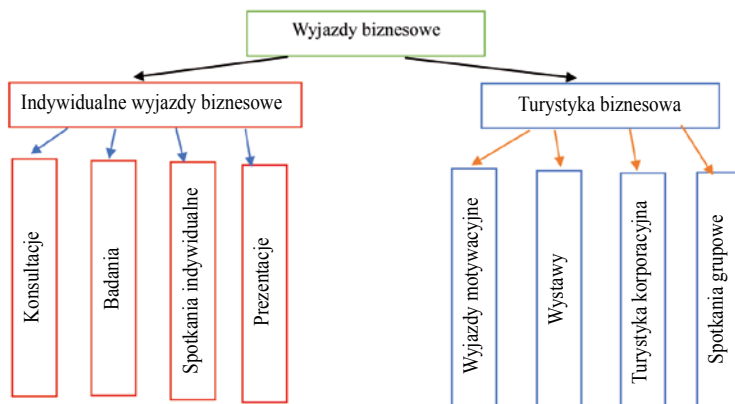 Wyjazdy biznesowe
Indywidualne wyjazdy biznesowe
Turystyka biznesowa
Konsultacje
Badania
Spotkania indywidualne
Prezentacje
Wyjazdy motywacyjne
Wystawy
Turystyka korporacyjna
Spotkania grupowe